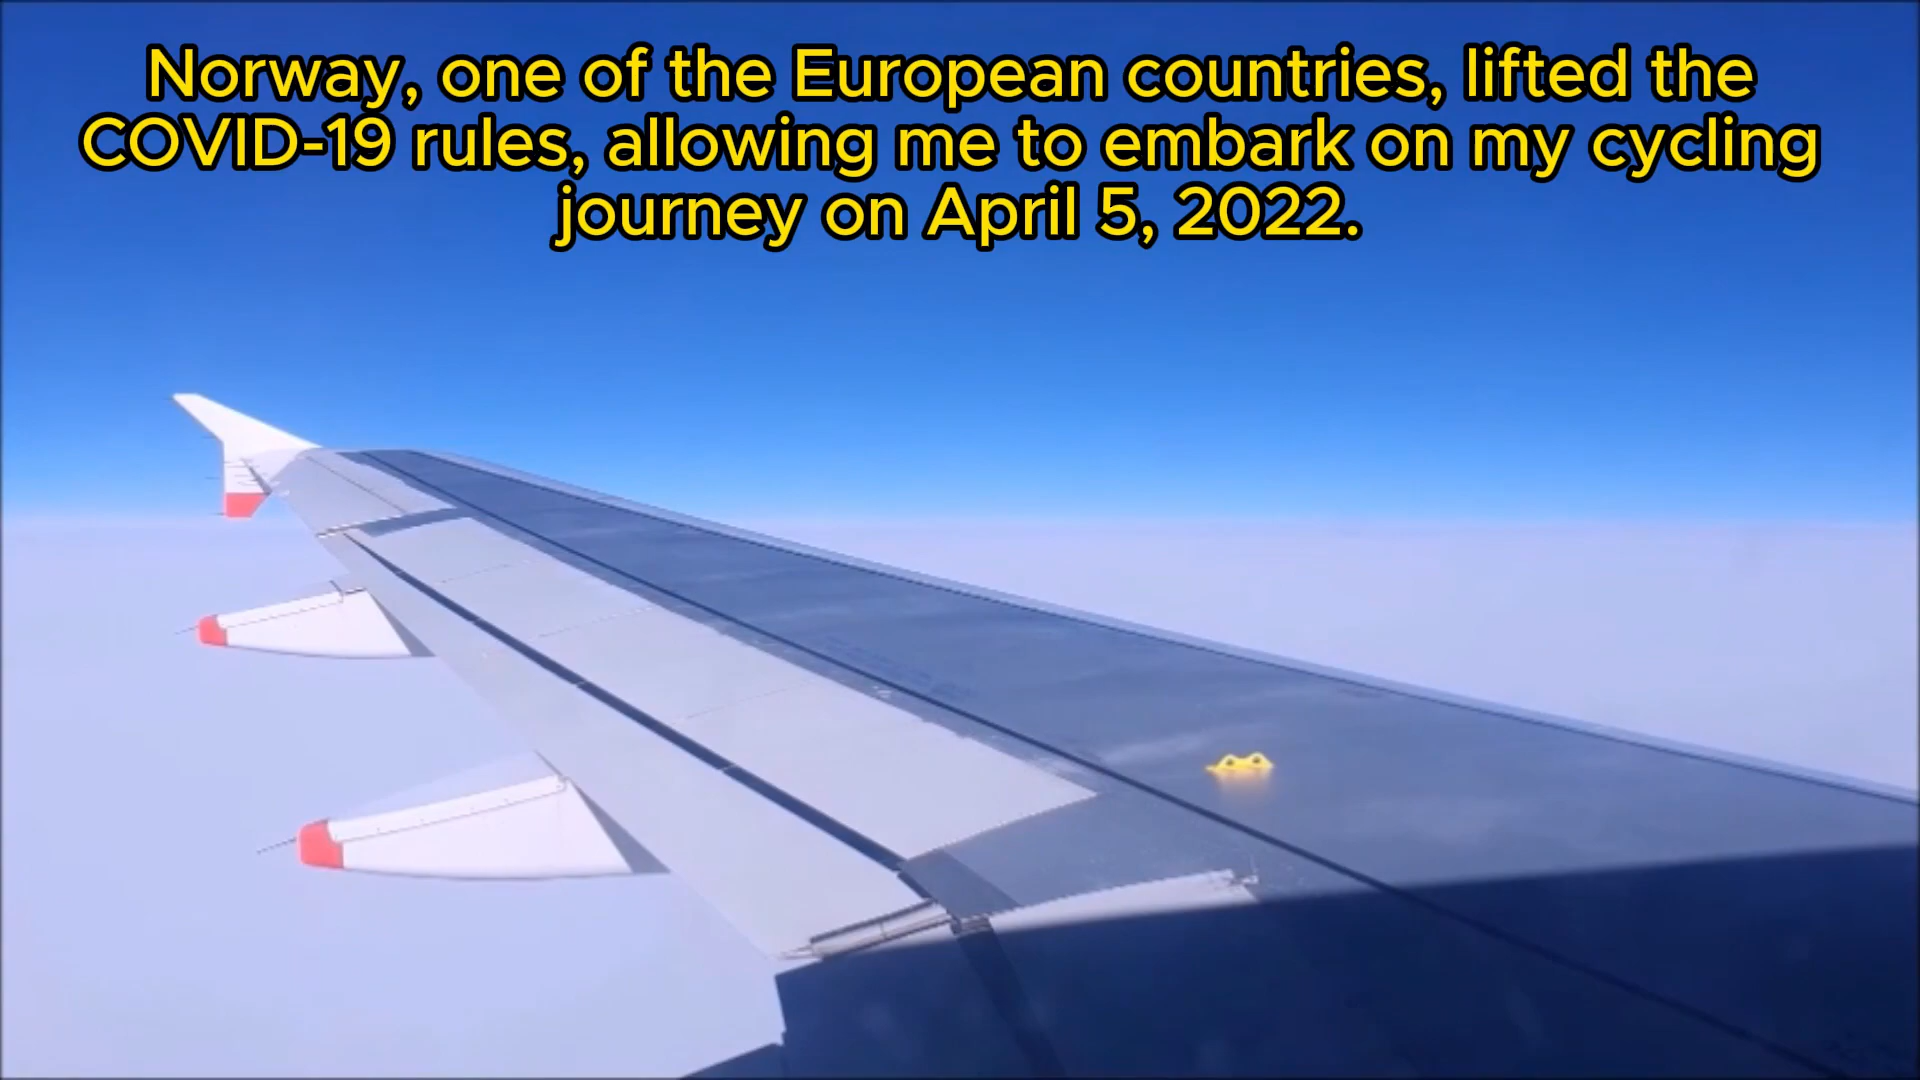 Norway, one of the European countries, lifted the
COVID-19 rules, allowing me to embark on my cycling
journey on April 5, 2022.